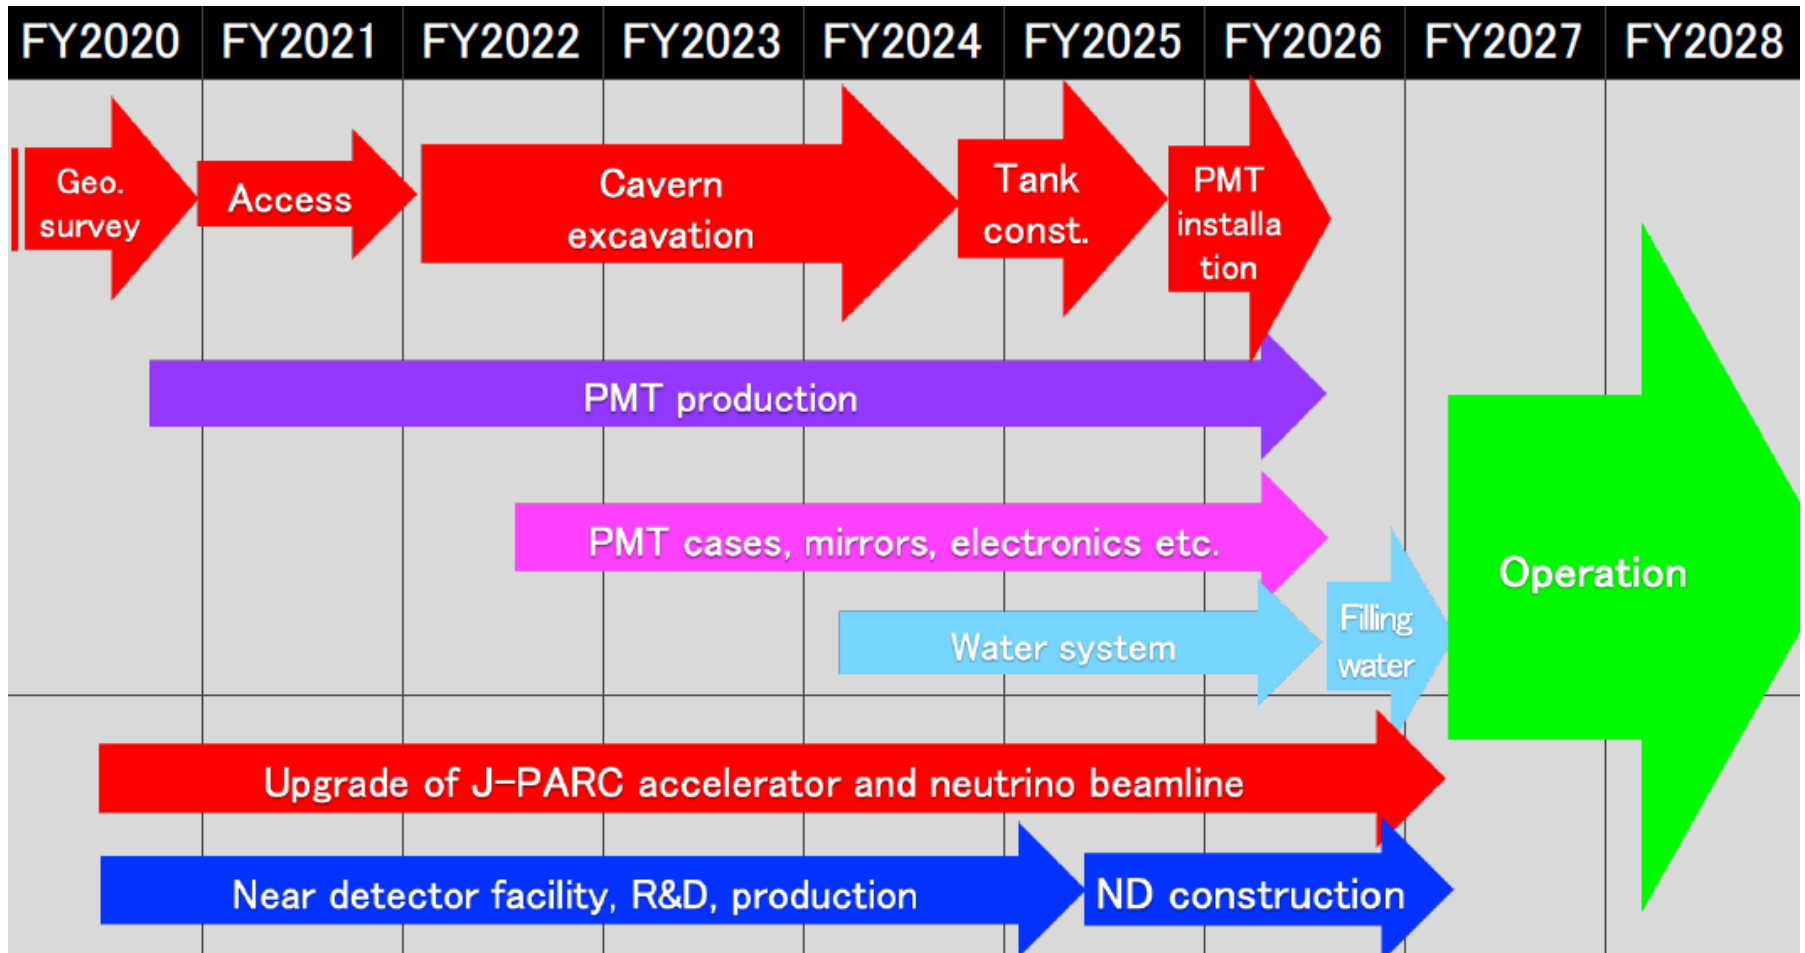 FY2020 FY2021 FY2022 FY2023 FY2024 FY2025 FY2026 FY2027 FY2028
Geo.
survey
Access
Cavern
excavation
Tank
const.
PMT
installa
tion
PMT production
PMT cases, mirrors, electronics etc.
Water system
Filling
water
Operation
Upgrade of J-PARC accelerator and neutrino beamline
Near detector facility, R&D, production
ND construction